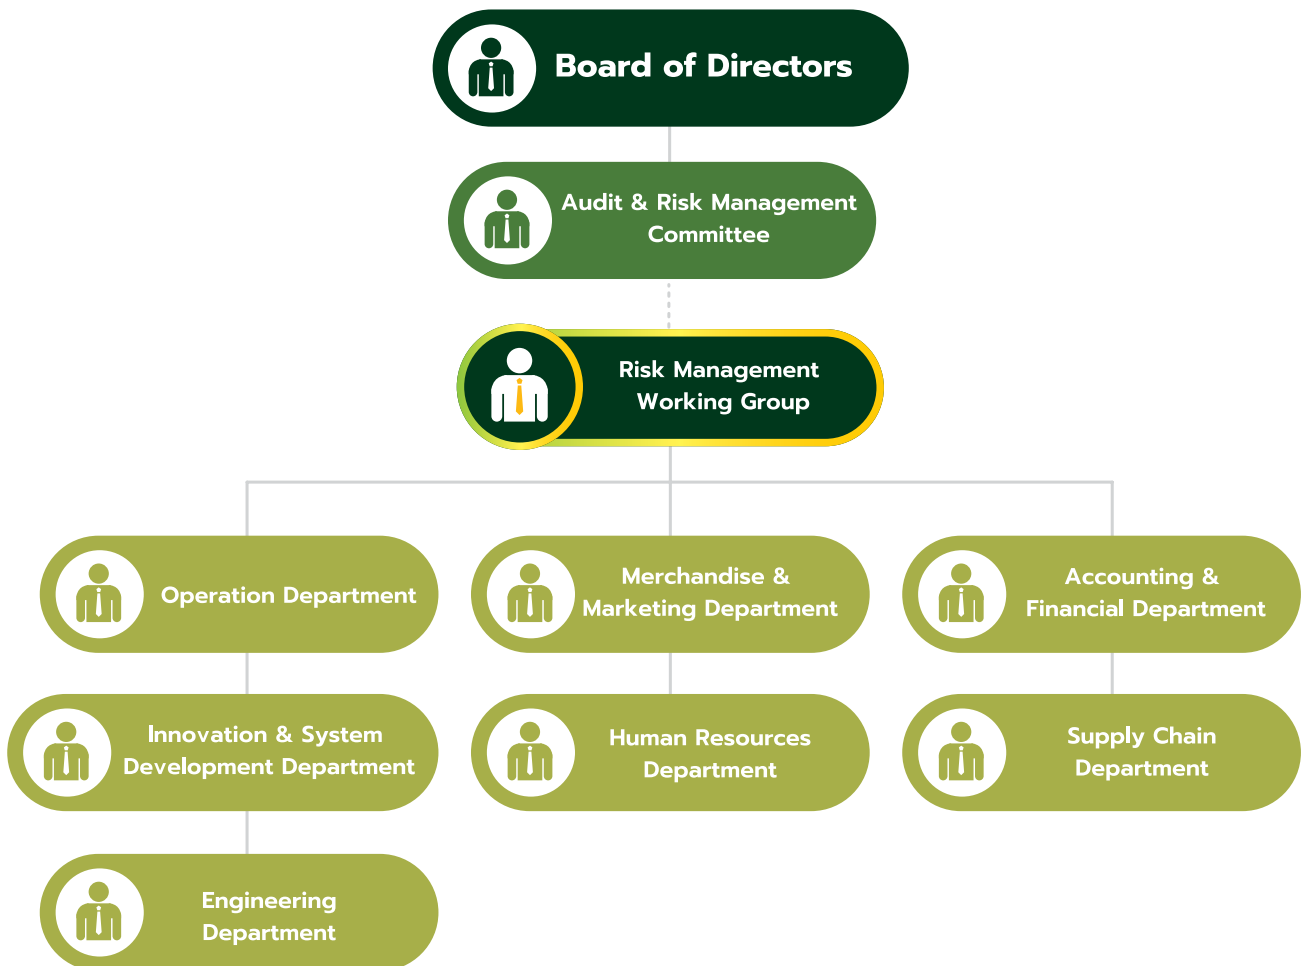 Board of Directors
Audit & Risk Management
Committee
Risk Management
Working Group
Operation Department
Merchandise &
Marketing Department
Accounting &
Financial Department
Innovation & System
Development Department
Human Resources
Department
Supply Chain
Department
Engineering
Department